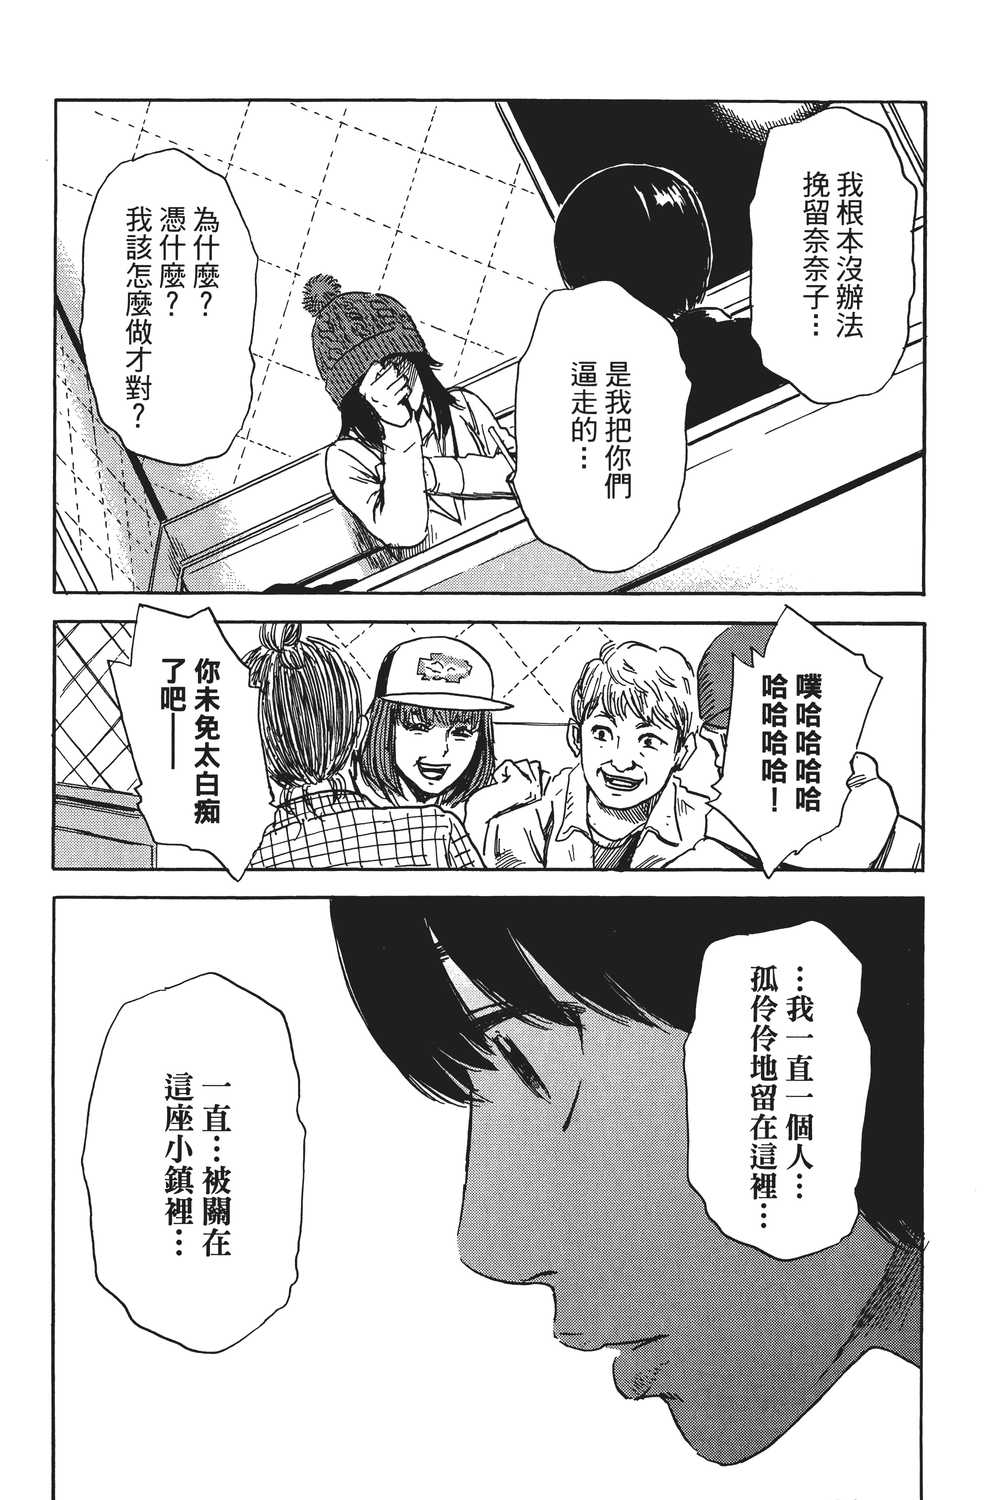 我根本沒辦法
挽留奈奈子…
是我把你們
逼走的…
為什麼？
憑什麼？
我該怎麼做才對？
噗哈哈哈哈
哈哈哈哈！
你未免太白痴
了吧——
…我一直一個人…
孤伶伶地留在這裡…
一直…被關在
這座小鎮裡…